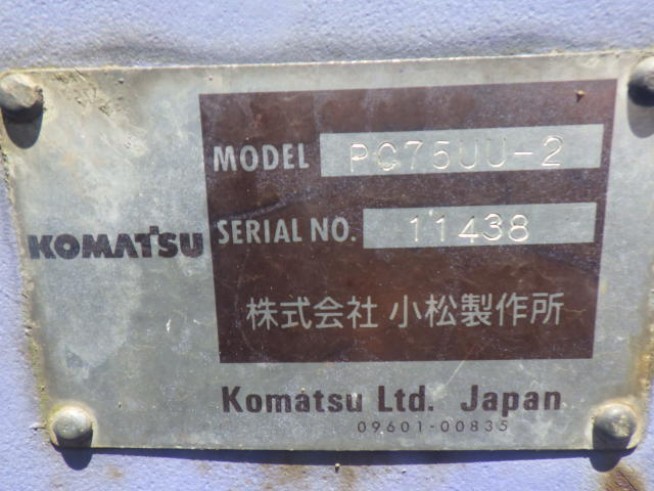 MODEL PC75UU-2
KOMATSU SERIAL NO. 11438
株式会社 小松製作所
Komatsu Ltd. Japan
09601-00835